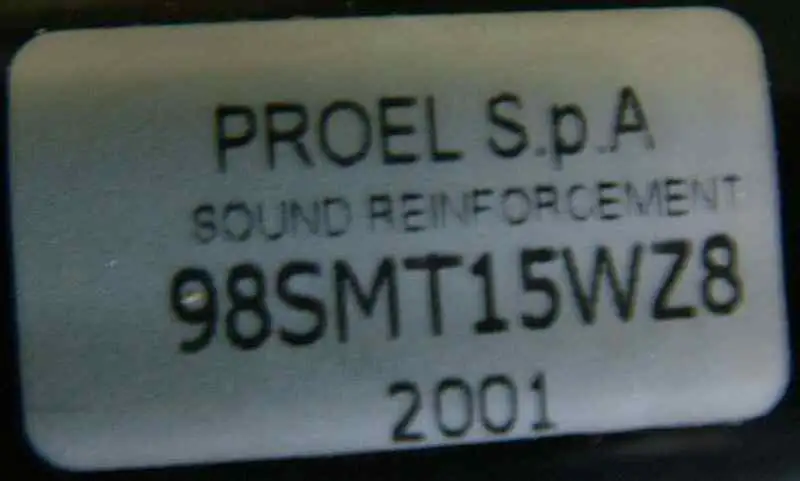 PROEL S.p.A
SOUND REINFORCEMENT
98SMT15WZ8
2001